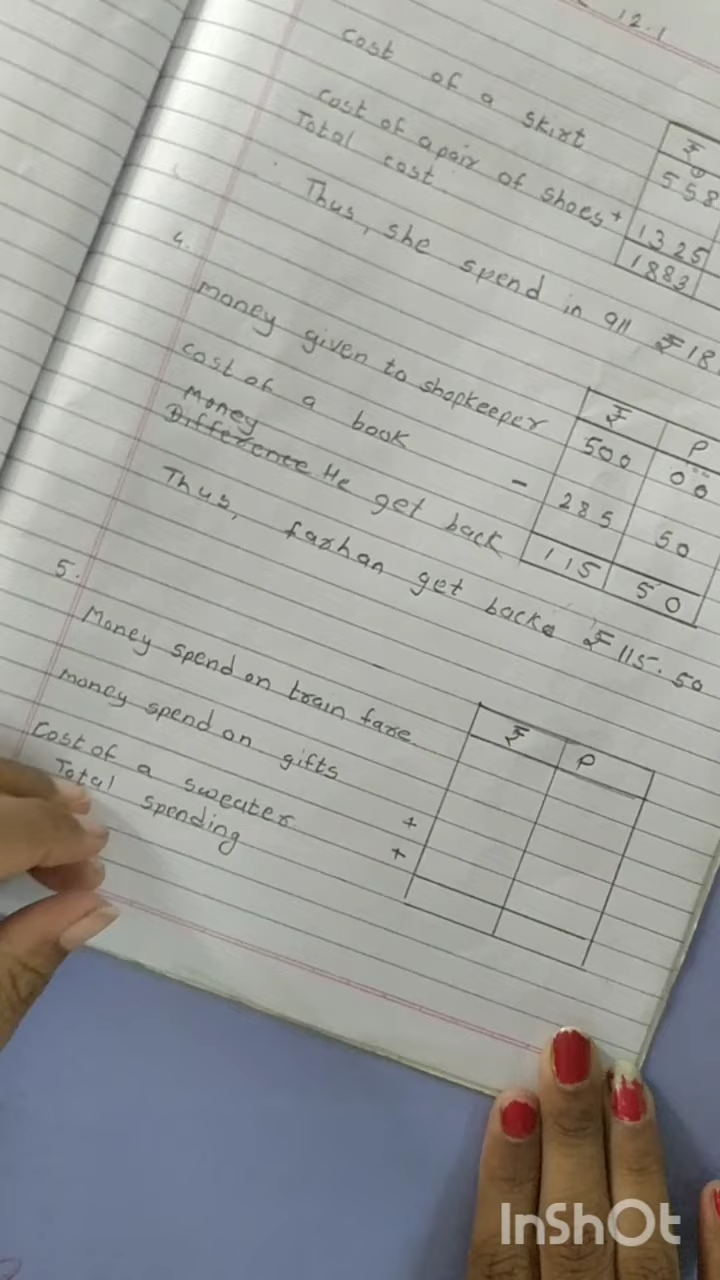 12.1
Cost of a skirt
₹
558
Cost of a pair of shoes + 1325
Total cost 1883
Thus, she spend in all ₹18
4.
₹ P
Money given to shopkeeper 500 00
Cost of a book - 285 50
Money
Difference He get back 115 50
Thus, farhan get back ₹115.50
5.
₹ P
Money spend on train fare
Money spend on gifts
+
Cost of a sweater +
Total spending
InShOt